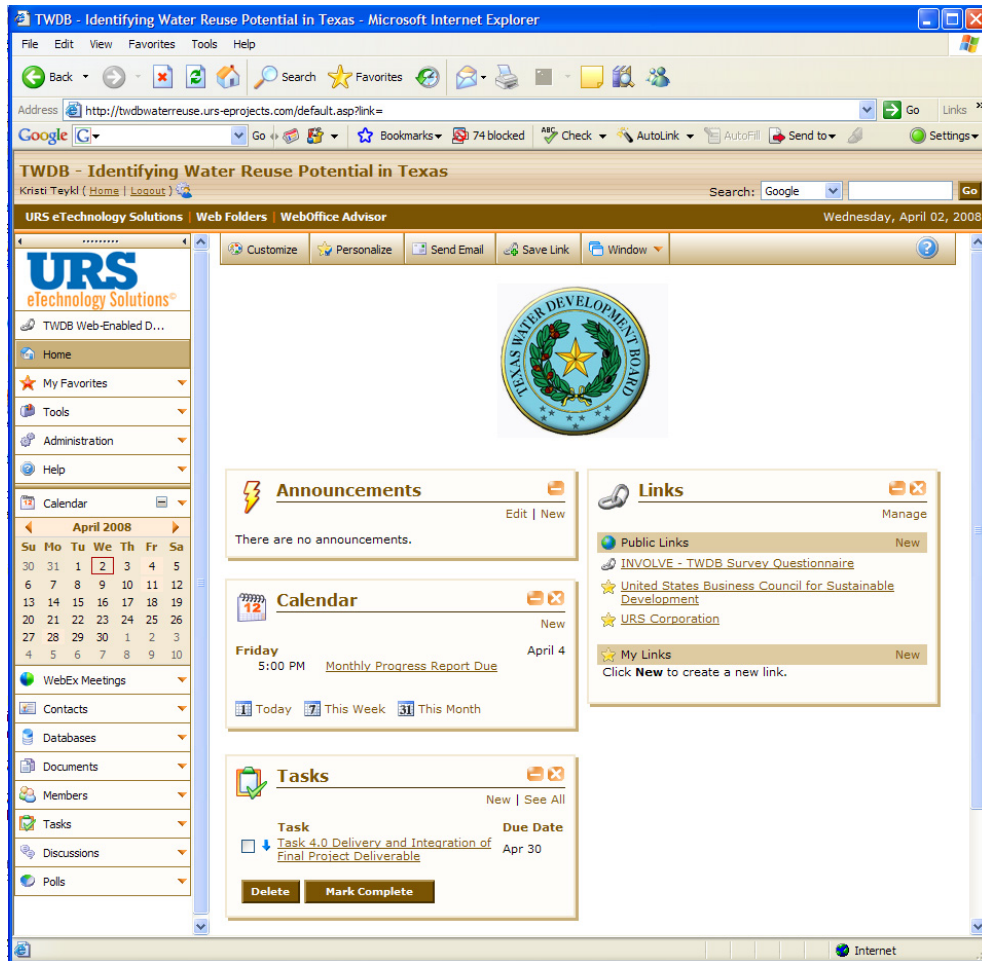 TWDB - Identifying Water Reuse Potential in Texas - Microsoft Internet Explorer
File Edit View Favorites Tools Help
Back Search Favorites
Address http://twdbwaterreuse.urs-eprojects.com/default.asp?link= Go Links »
Google G Go Bookmarks 74 blocked ABC Check AutoLink AutoFill Send to Settings
TWDB - Identifying Water Reuse Potential in Texas
Kristi Teykl ( Home | Logout ) Search: Google Go
URS eTechnology Solutions | Web Folders | WebOffice Advisor Wednesday, April 02, 2008
Customize Personalize Send Email Save Link Window
URS
eTechnology Solutions©
TWDB Web-Enabled D...
Home
My Favorites
Tools
Administration
Help
Calendar
April 2008
Su Mo Tu We Th Fr Sa
30 31 1 2 3 4 5
6 7 8 9 10 11 12
13 14 15 16 17 18 19
20 21 22 23 24 25 26
27 28 29 30 1 2 3
4 5 6 7 8 9 10
WebEx Meetings
Contacts
Databases
Documents
Members
Tasks
Discussions
Polls
TEXAS WATER DEVELOPMENT BOARD
Announcements
Edit | New
There are no announcements.
12 Calendar
New
Friday April 4
5:00 PM Monthly Progress Report Due
1 Today 7 This Week 31 This Month
Tasks
New | See All
Task Due Date
Task 4.0 Delivery and Integration of
Final Project Deliverable Apr 30
Delete Mark Complete
Links
Manage
Public Links New
INVOLVE - TWDB Survey Questionnaire
United States Business Council for Sustainable
Development
URS Corporation
My Links New
Click New to create a new link.
Internet